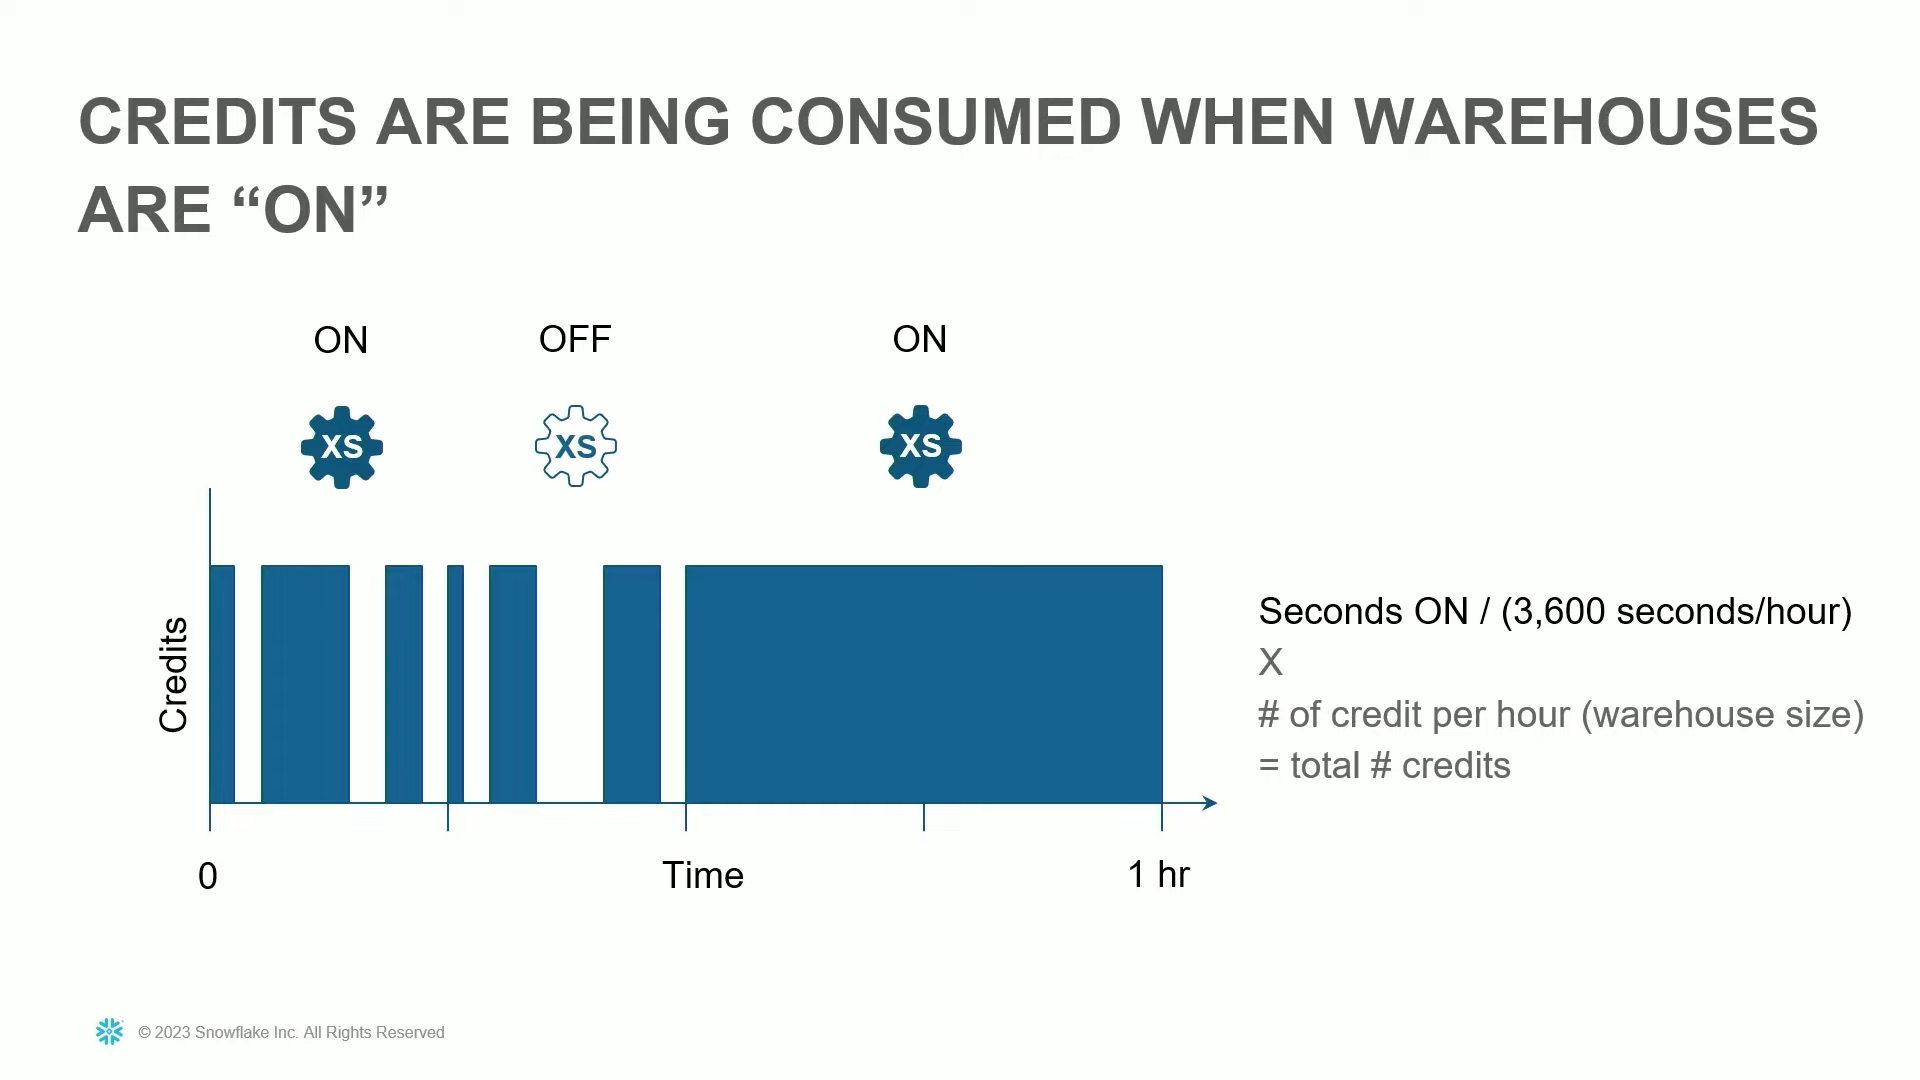 CREDITS ARE BEING CONSUMED WHEN WAREHOUSES
ARE “ON”
ON
OFF
ON
XS
XS
XS
Credits
Seconds ON / (3,600 seconds/hour)
X
# of credit per hour (warehouse size)
= total # credits
0
Time
1 hr
© 2023 Snowflake Inc. All Rights Reserved